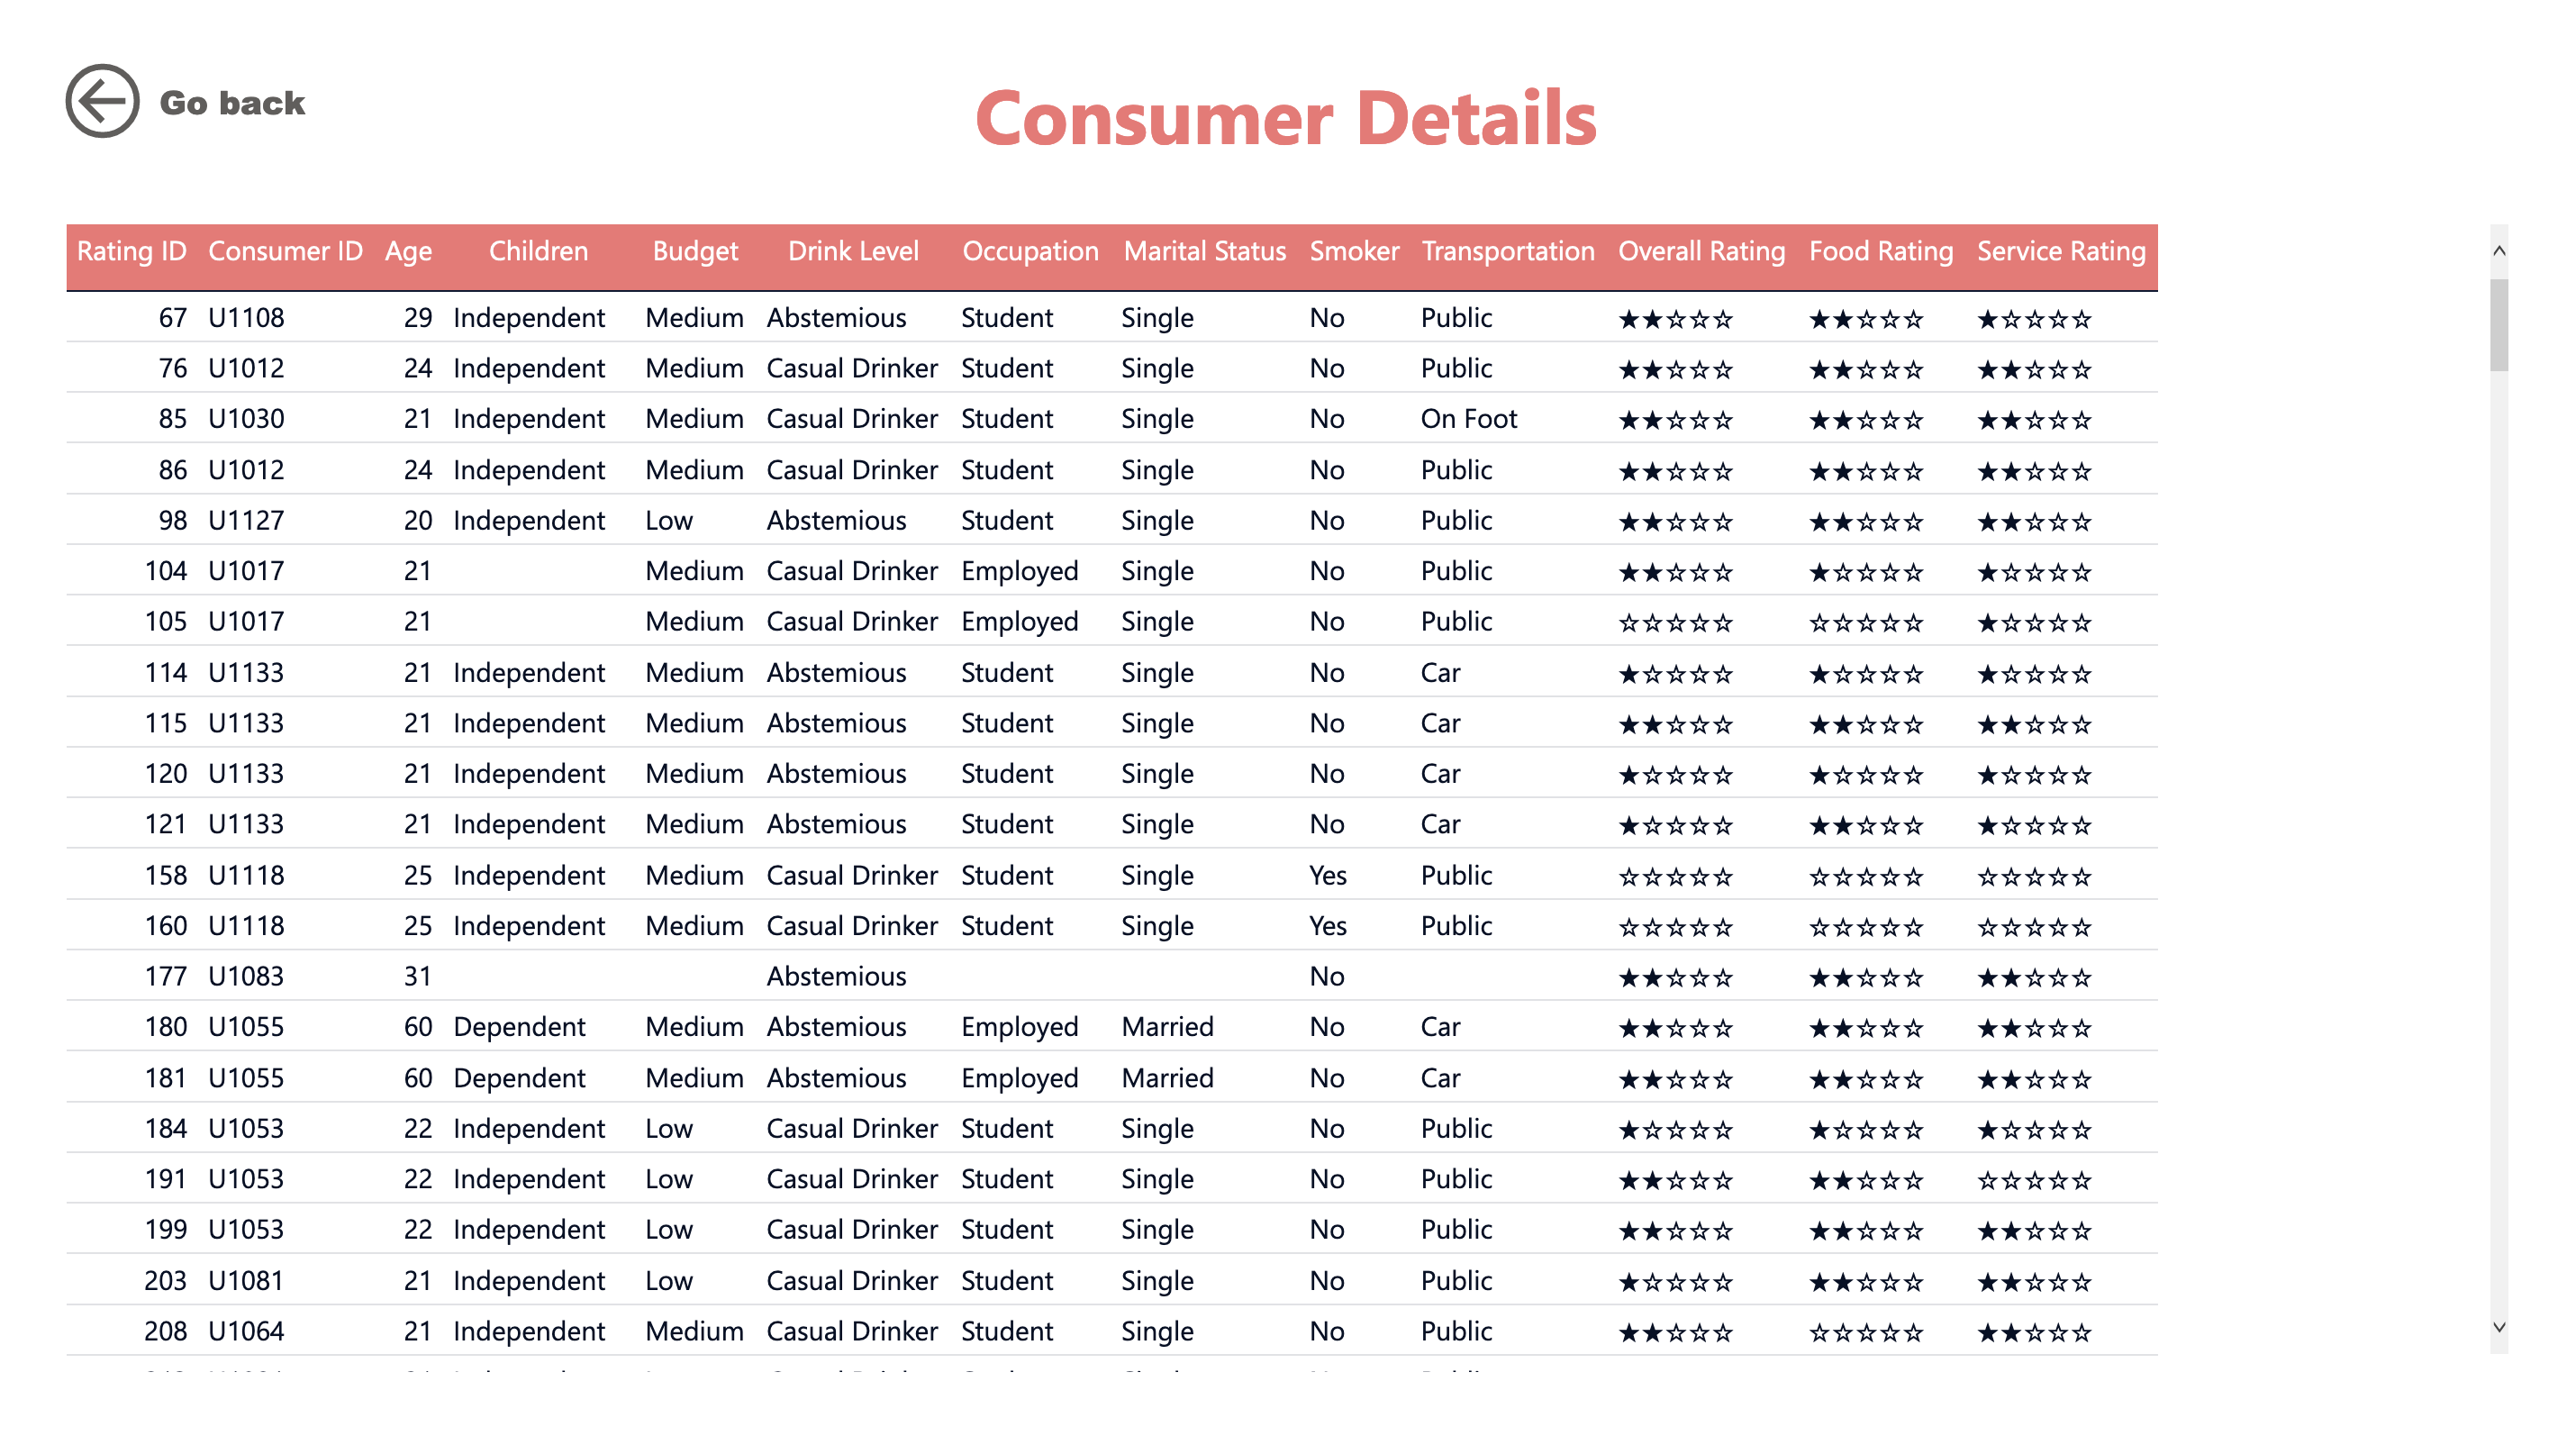 Go back
Consumer Details
Rating ID Consumer ID Age Children Budget Drink Level Occupation Marital Status Smoker Transportation Overall Rating Food Rating Service Rating
67 U1108 29 Independent Medium Abstemious Student Single No Public ★★☆☆☆ ★★☆☆☆ ★☆☆☆☆
76 U1012 24 Independent Medium Casual Drinker Student Single No Public ★★☆☆☆ ★★☆☆☆ ★★☆☆☆
85 U1030 21 Independent Medium Casual Drinker Student Single No On Foot ★★☆☆☆ ★★☆☆☆ ★★☆☆☆
86 U1012 24 Independent Medium Casual Drinker Student Single No Public ★★☆☆☆ ★★☆☆☆ ★★☆☆☆
98 U1127 20 Independent Low Abstemious Student Single No Public ★★☆☆☆ ★★☆☆☆ ★★☆☆☆
104 U1017 21 Medium Casual Drinker Employed Single No Public ★★☆☆☆ ★☆☆☆☆ ★☆☆☆☆
105 U1017 21 Medium Casual Drinker Employed Single No Public ☆☆☆☆☆ ☆☆☆☆☆ ★☆☆☆☆
114 U1133 21 Independent Medium Abstemious Student Single No Car ★☆☆☆☆ ★☆☆☆☆ ★☆☆☆☆
115 U1133 21 Independent Medium Abstemious Student Single No Car ★★☆☆☆ ★★☆☆☆ ★★☆☆☆
120 U1133 21 Independent Medium Abstemious Student Single No Car ★☆☆☆☆ ★☆☆☆☆ ★☆☆☆☆
121 U1133 21 Independent Medium Abstemious Student Single No Car ★☆☆☆☆ ★★☆☆☆ ★☆☆☆☆
158 U1118 25 Independent Medium Casual Drinker Student Single Yes Public ☆☆☆☆☆ ☆☆☆☆☆ ☆☆☆☆☆
160 U1118 25 Independent Medium Casual Drinker Student Single Yes Public ☆☆☆☆☆ ☆☆☆☆☆ ☆☆☆☆☆
177 U1083 31 Abstemious No ★★☆☆☆ ★★☆☆☆ ★★☆☆☆
180 U1055 60 Dependent Medium Abstemious Employed Married No Car ★★☆☆☆ ★★☆☆☆ ★★☆☆☆
181 U1055 60 Dependent Medium Abstemious Employed Married No Car ★★☆☆☆ ★★☆☆☆ ★★☆☆☆
184 U1053 22 Independent Low Casual Drinker Student Single No Public ★☆☆☆☆ ★☆☆☆☆ ★☆☆☆☆
191 U1053 22 Independent Low Casual Drinker Student Single No Public ★★☆☆☆ ★★☆☆☆ ☆☆☆☆☆
199 U1053 22 Independent Low Casual Drinker Student Single No Public ★★☆☆☆ ★★☆☆☆ ★★☆☆☆
203 U1081 21 Independent Low Casual Drinker Student Single No Public ★☆☆☆☆ ★★☆☆☆ ★★☆☆☆
208 U1064 21 Independent Medium Casual Drinker Student Single No Public ★★☆☆☆ ☆☆☆☆☆ ★★☆☆☆